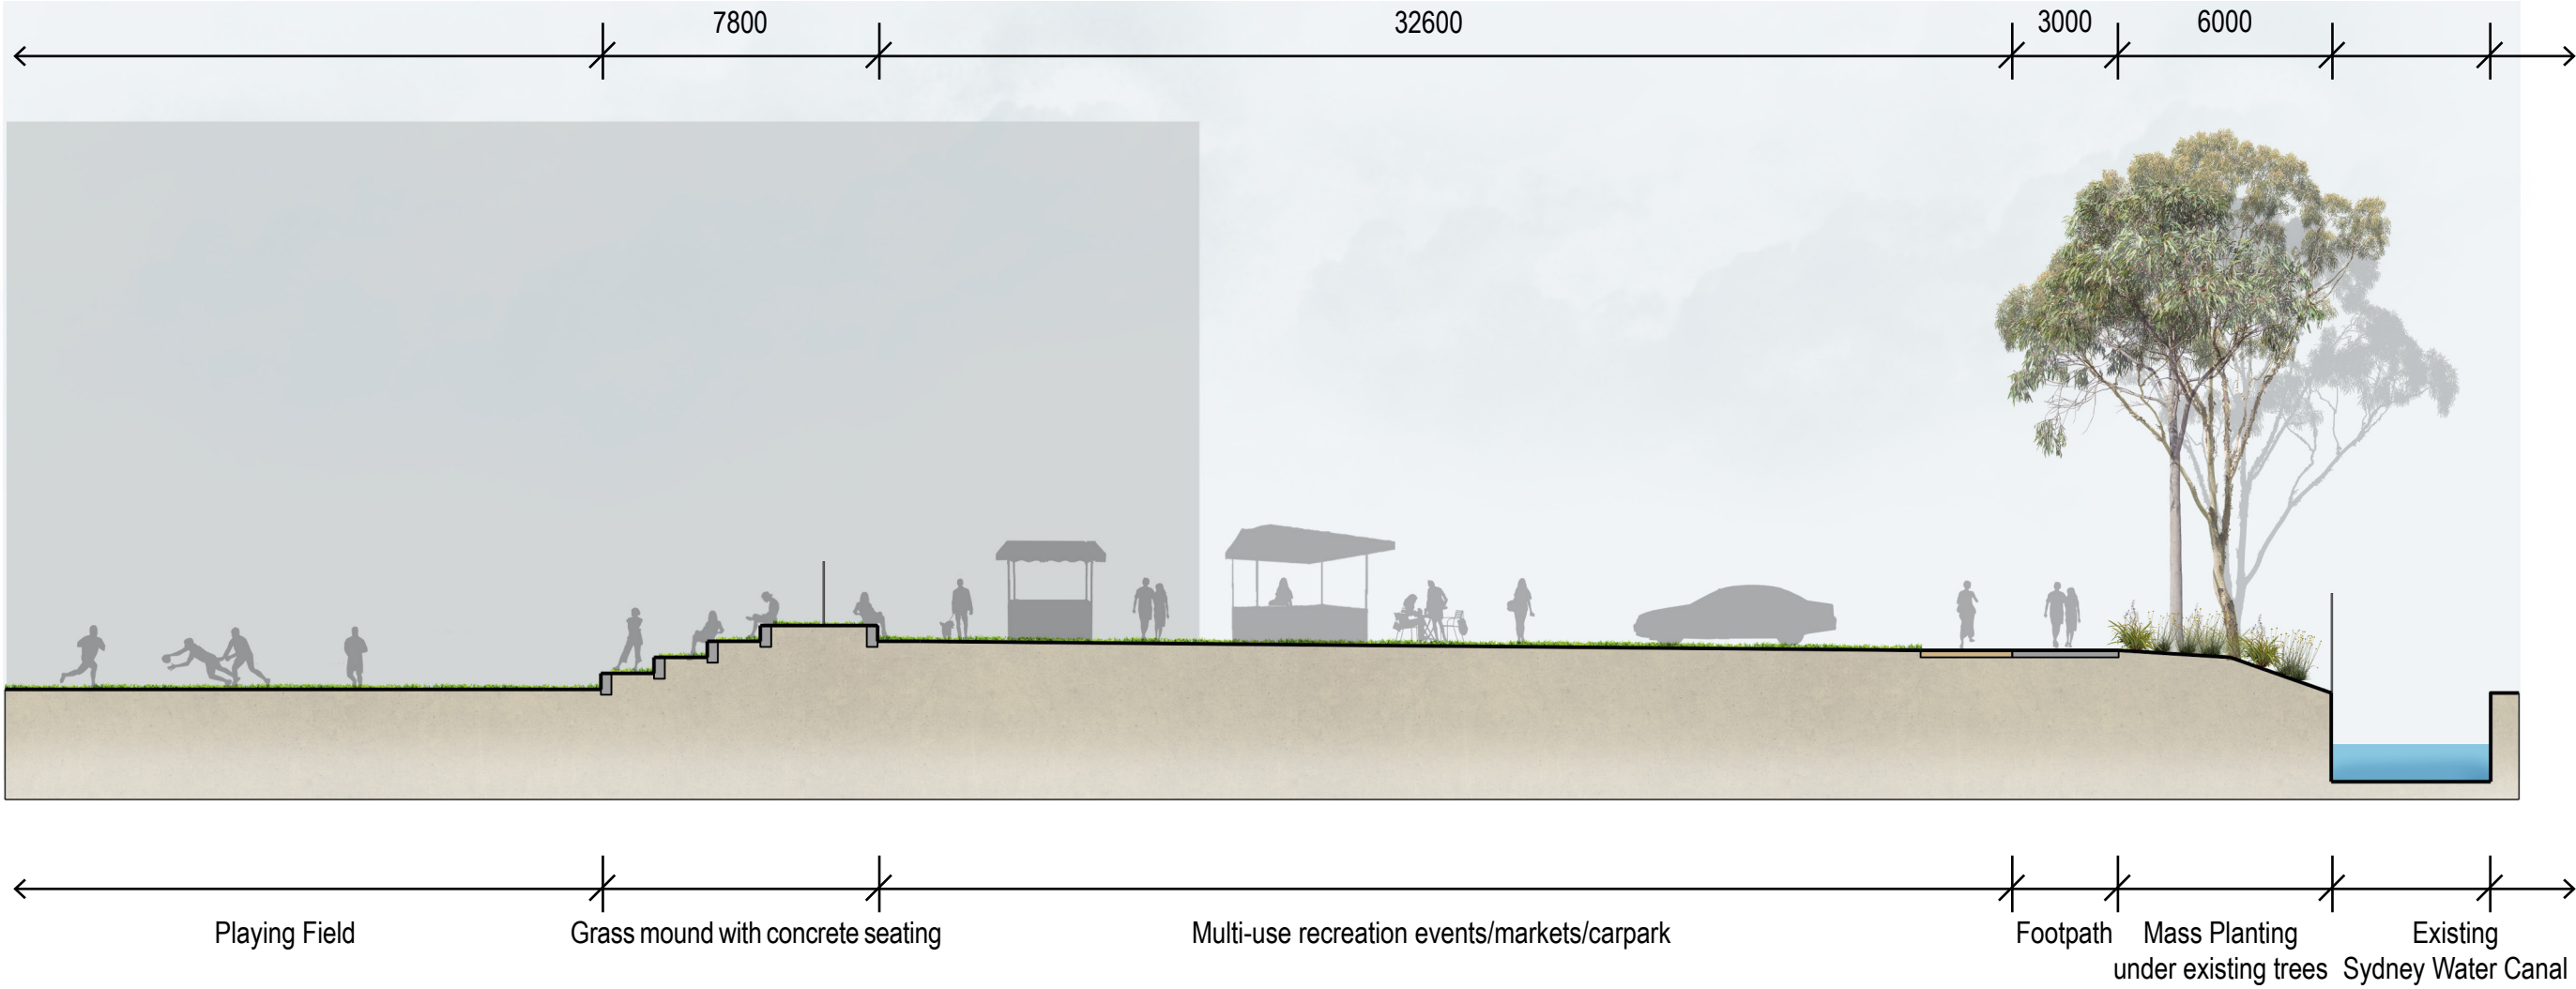 7800
32600
3000
6000
Playing Field
Grass mound with concrete seating
Multi-use recreation events/markets/carpark
Footpath
Mass Planting
under existing trees
Existing
Sydney Water Canal